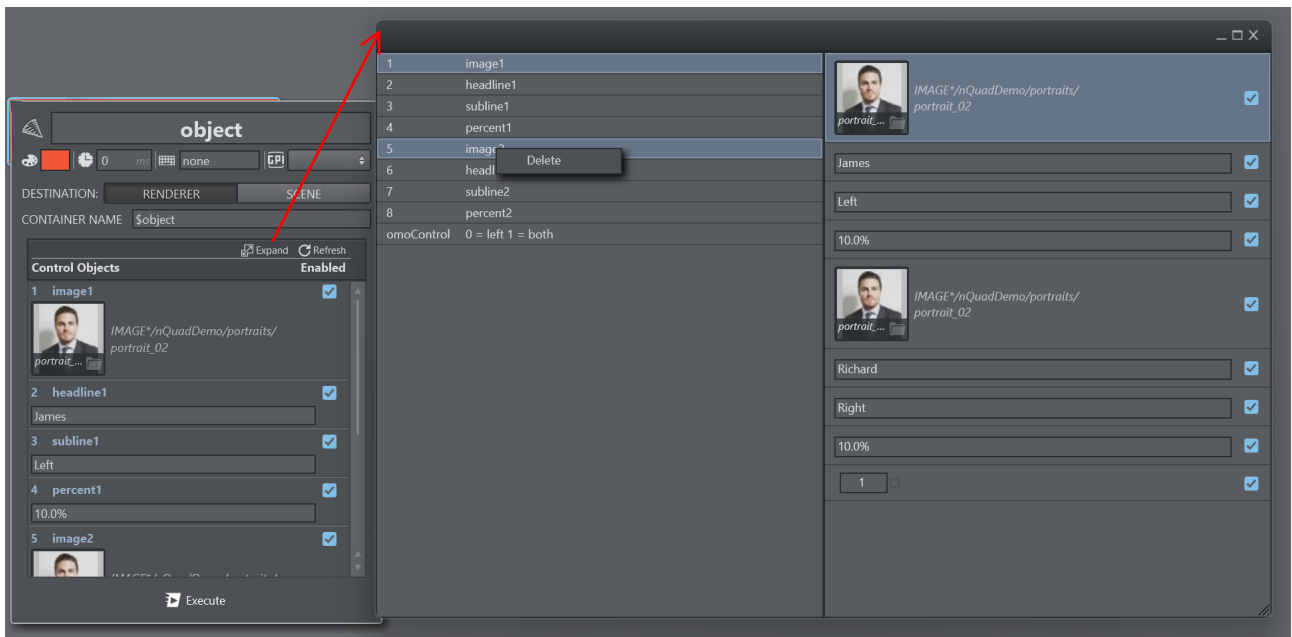 object
0 ms none GPI
DESTINATION: RENDERER SCENE
CONTAINER NAME $object
Expand Refresh
Control Objects Enabled
1 image1
IMAGE*/nQuadDemo/portraits/
portrait_02
portrait_...
2 headline1
James
3 subline1
Left
4 percent1
10.0%
5 image2
Execute
1 image1
2 headline1
3 subline1
4 percent1
5 image2
Delete
6 headl
7 subline2
8 percent2
omoControl 0 = left 1 = both
IMAGE*/nQuadDemo/portraits/
portrait_02
portrait_...
James
Left
10.0%
IMAGE*/nQuadDemo/portraits/
portrait_02
portrait_...
Richard
Right
10.0%
1